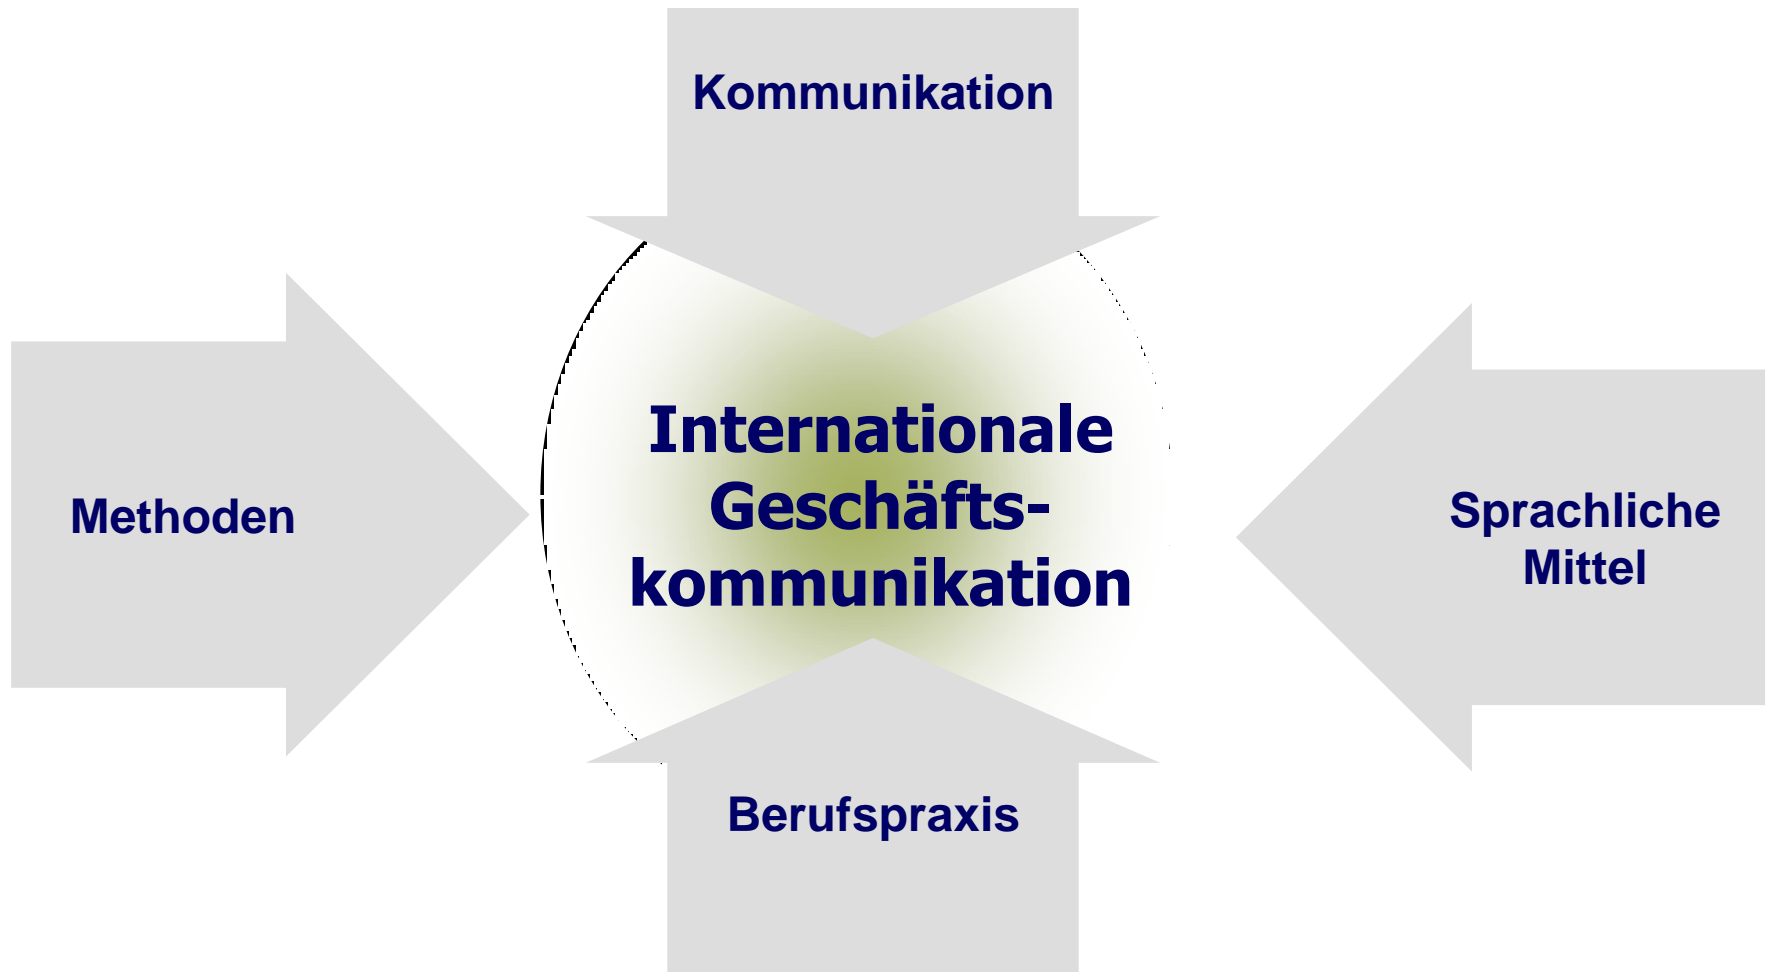 Kommunikation
Methoden
Internationale
Geschäfts-
kommunikation
Sprachliche
Mittel
Berufspraxis